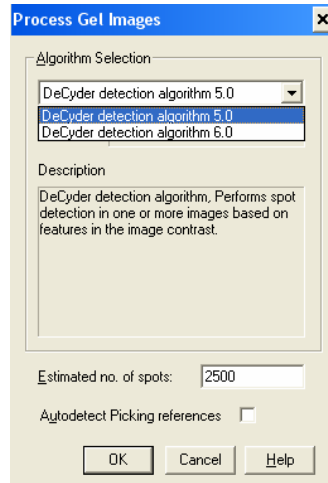 Process Gel Images
Algorithm Selection
DeCyder detection algorithm 5.0
DeCyder detection algorithm 5.0
DeCyder detection algorithm 6.0
Description
DeCyder detection algorithm, Performs spot
detection in one or more images based on
features in the image contrast.
Estimated no. of spots: 2500
Autodetect Picking references
OK Cancel Help